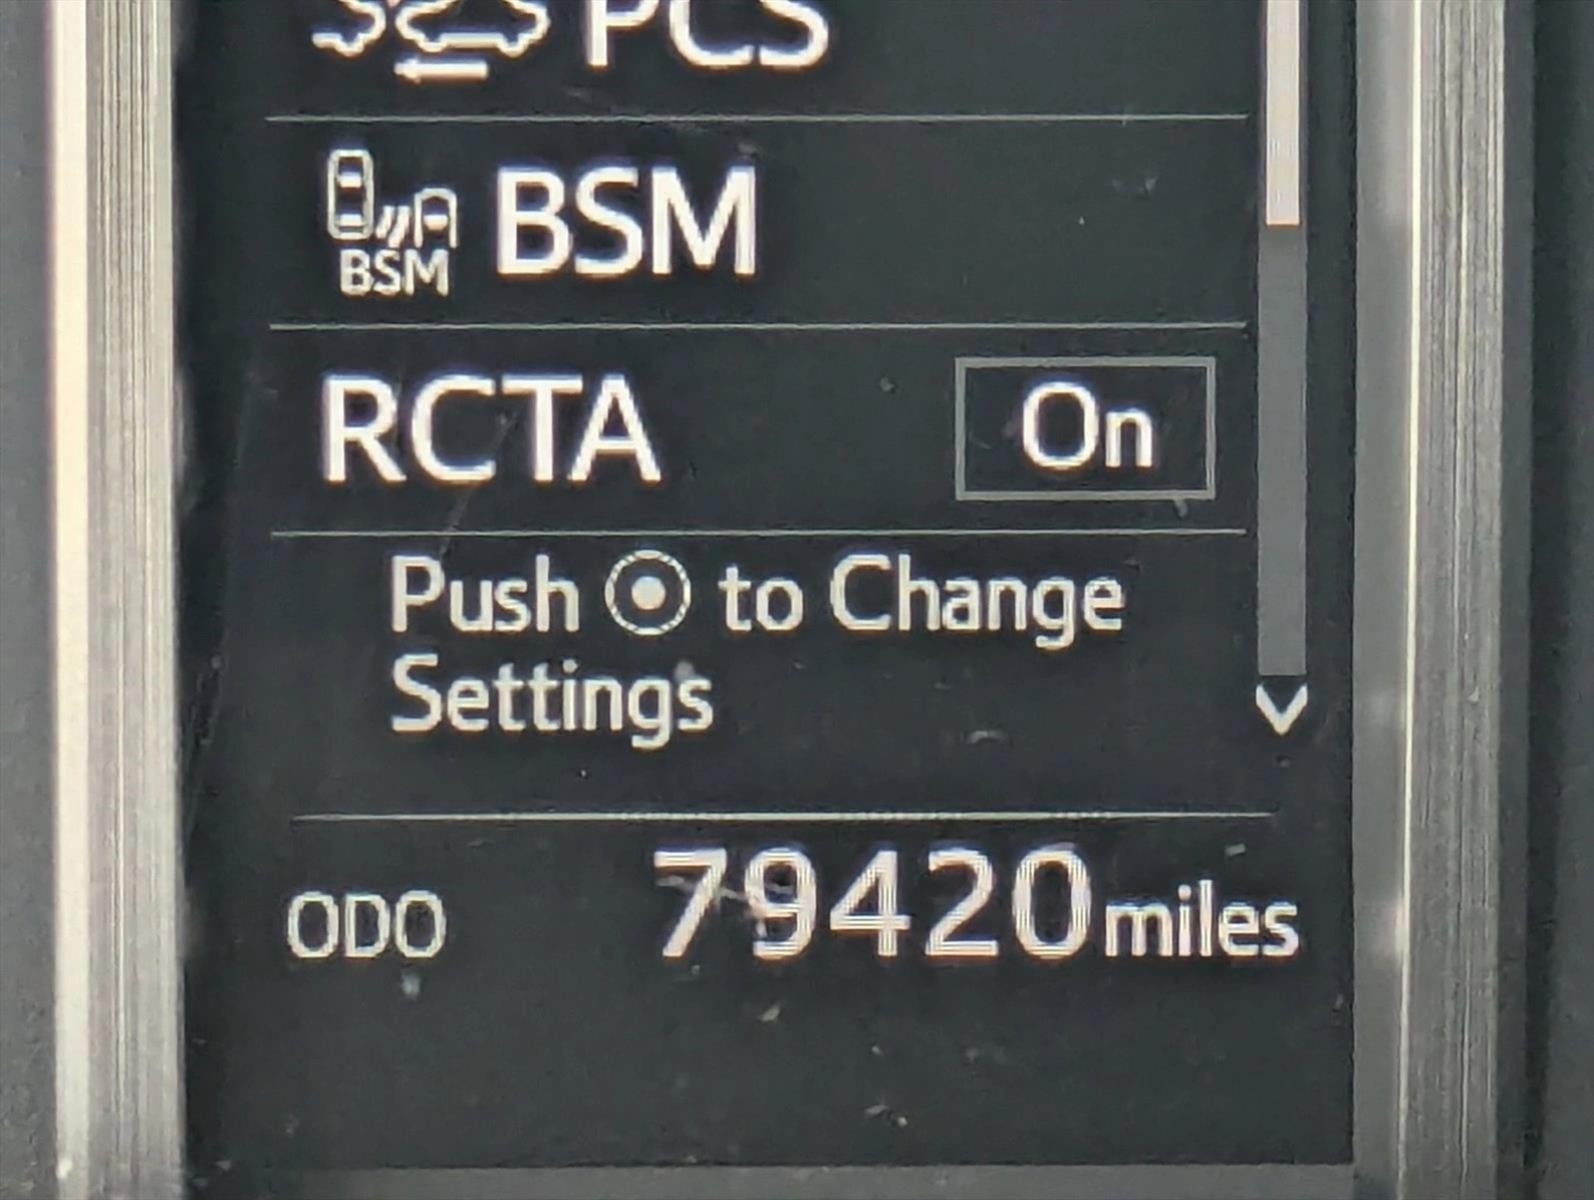 PCS
BSM BSM
RCTA On
Push to Change
Settings
ODO 79420 miles